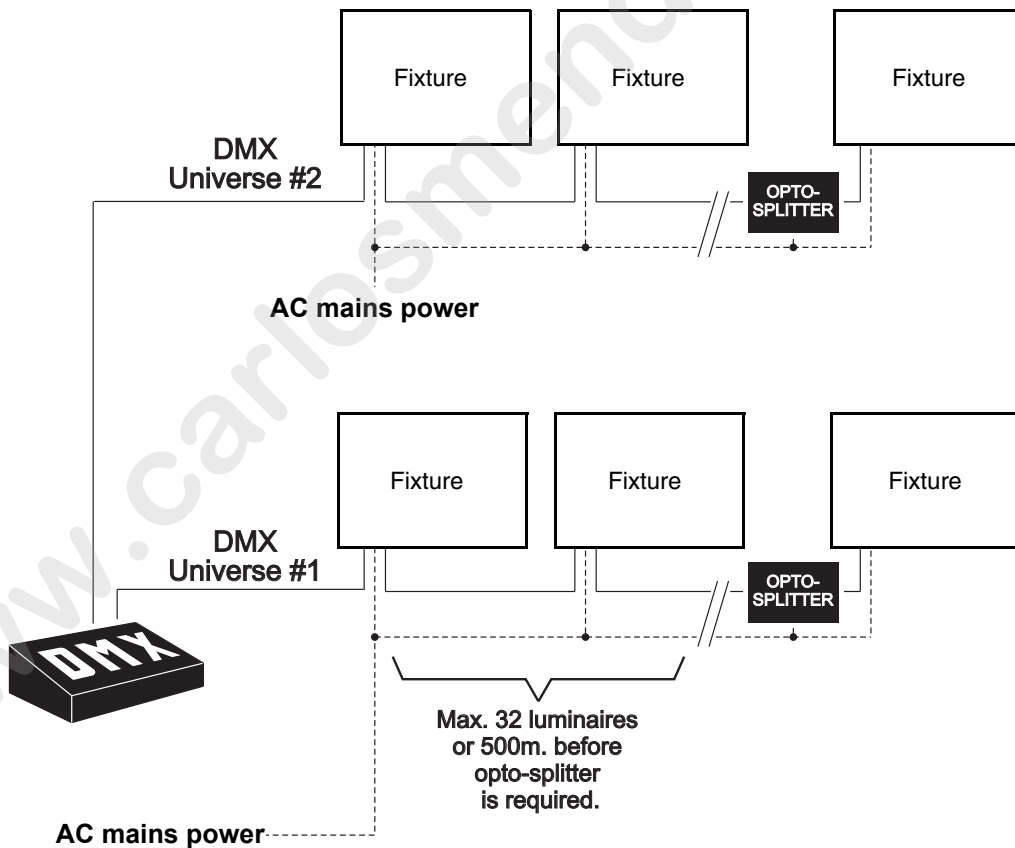 Fixture
Fixture
Fixture
DMX
Universe #2
OPTO-
SPLITTER
AC mains power
Fixture
Fixture
Fixture
DMX
Universe #1
OPTO-
SPLITTER
DMX
Max. 32 luminaires
or 500m. before
opto-splitter
is required.
AC mains power
www.carlosmend